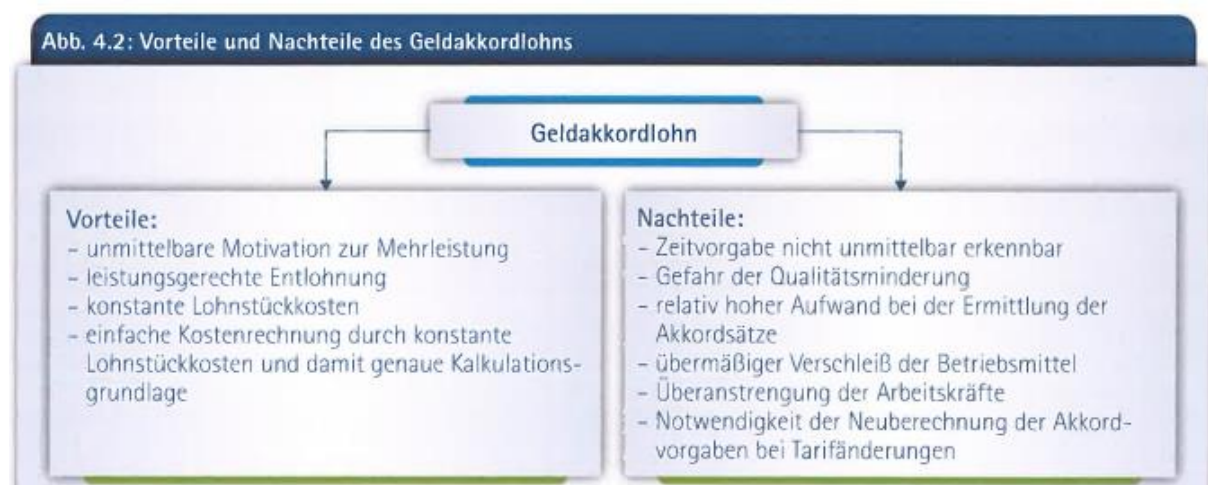 Abb. 4.2: Vorteile und Nachteile des Geldakkordlohns
Geldakkordlohn
Vorteile:
– unmittelbare Motivation zur Mehrleistung
– leistungsgerechte Entlohnung
– konstante Lohnstückkosten
– einfache Kostenrechnung durch konstante
Lohnstückkosten und damit genaue Kalkulations-
grundlage
Nachteile:
– Zeitvorgabe nicht unmittelbar erkennbar
– Gefahr der Qualitätsminderung
– relativ hoher Aufwand bei der Ermittlung der
Akkordsätze
– übermäßiger Verschleiß der Betriebsmittel
– Überanstrengung der Arbeitskräfte
– Notwendigkeit der Neuberechnung der Akkord-
vorgaben bei Tarifänderungen